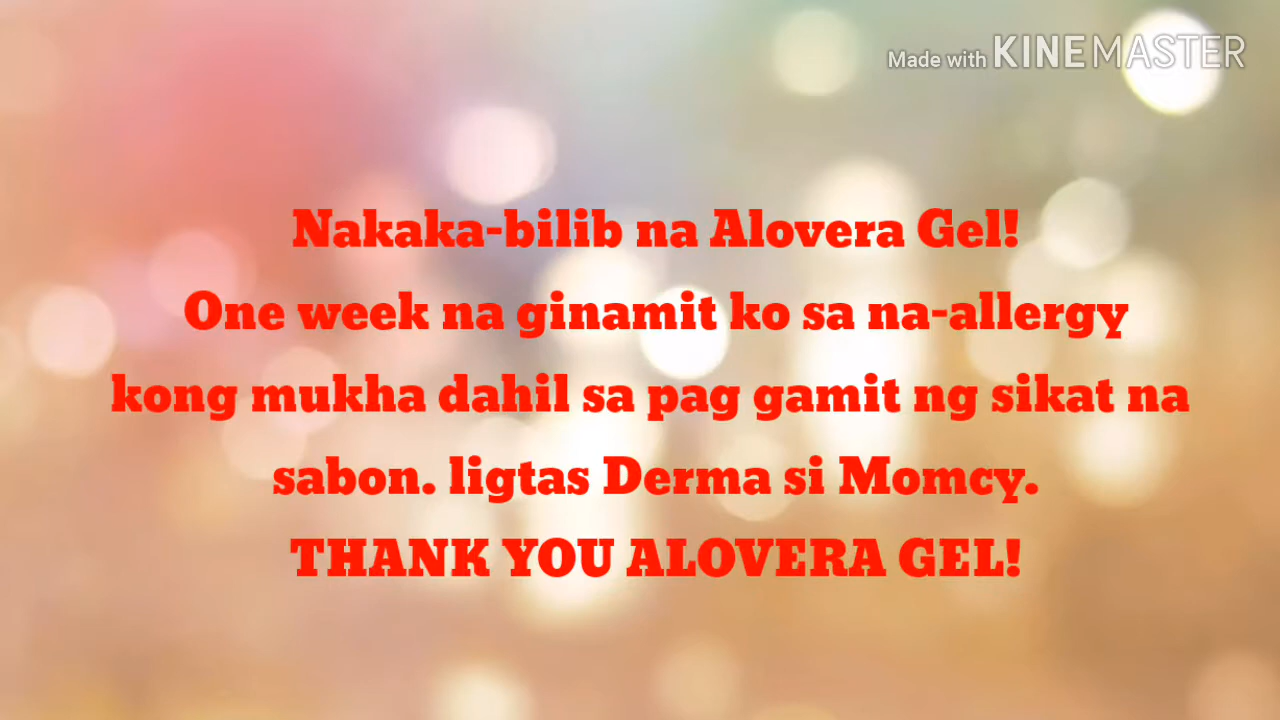 Made with KINEMASTER
Nakaka-bilib na Alovera Gel!
One week na ginamit ko sa na-allergy
kong mukha dahil sa pag gamit ng sikat na
sabon. ligtas Derma si Momcy.
THANK YOU ALOVERA GEL!